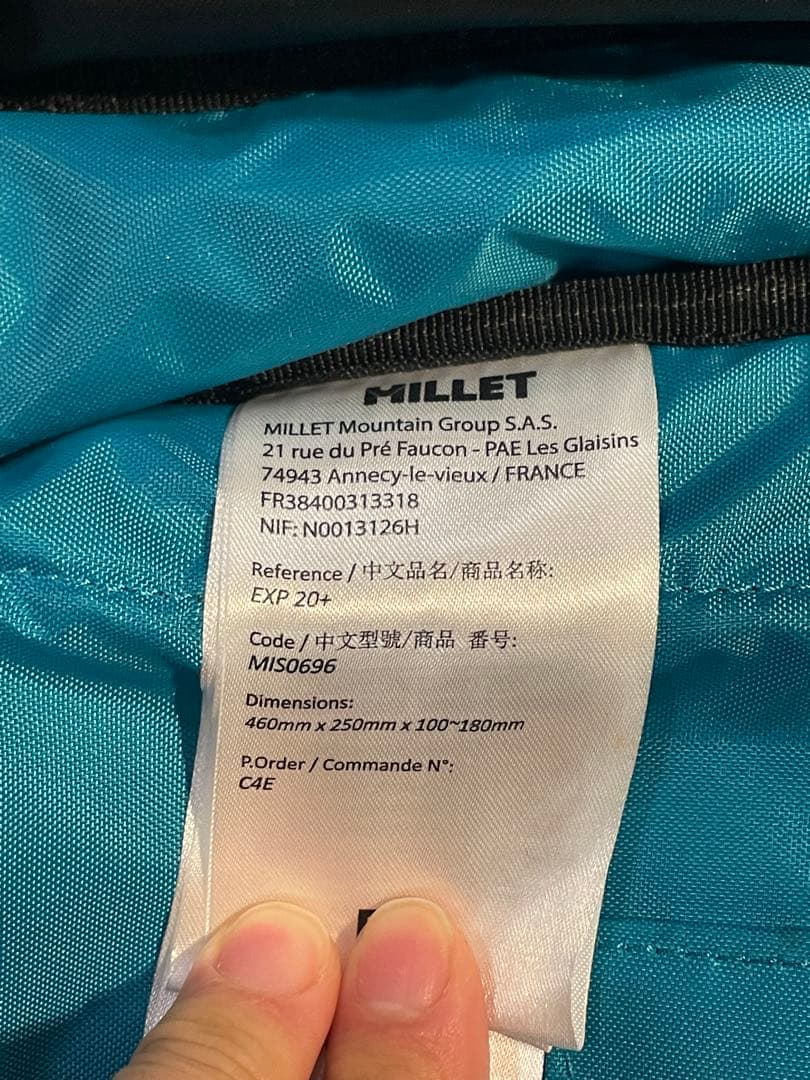 MILLET
MILLET Mountain Group S.A.S.
21 rue du Pré Faucon - PAE Les Glaisins
74943 Annecy-le-vieux / FRANCE
FR38400313318
NIF: N0013126H
Reference / 中文品名/商品名称:
EXP 20+
Code / 中文型號/商品 番号:
MIS0696
Dimensions:
460mm x 250mm x 100~180mm
P.Order / Commande N°:
C4E